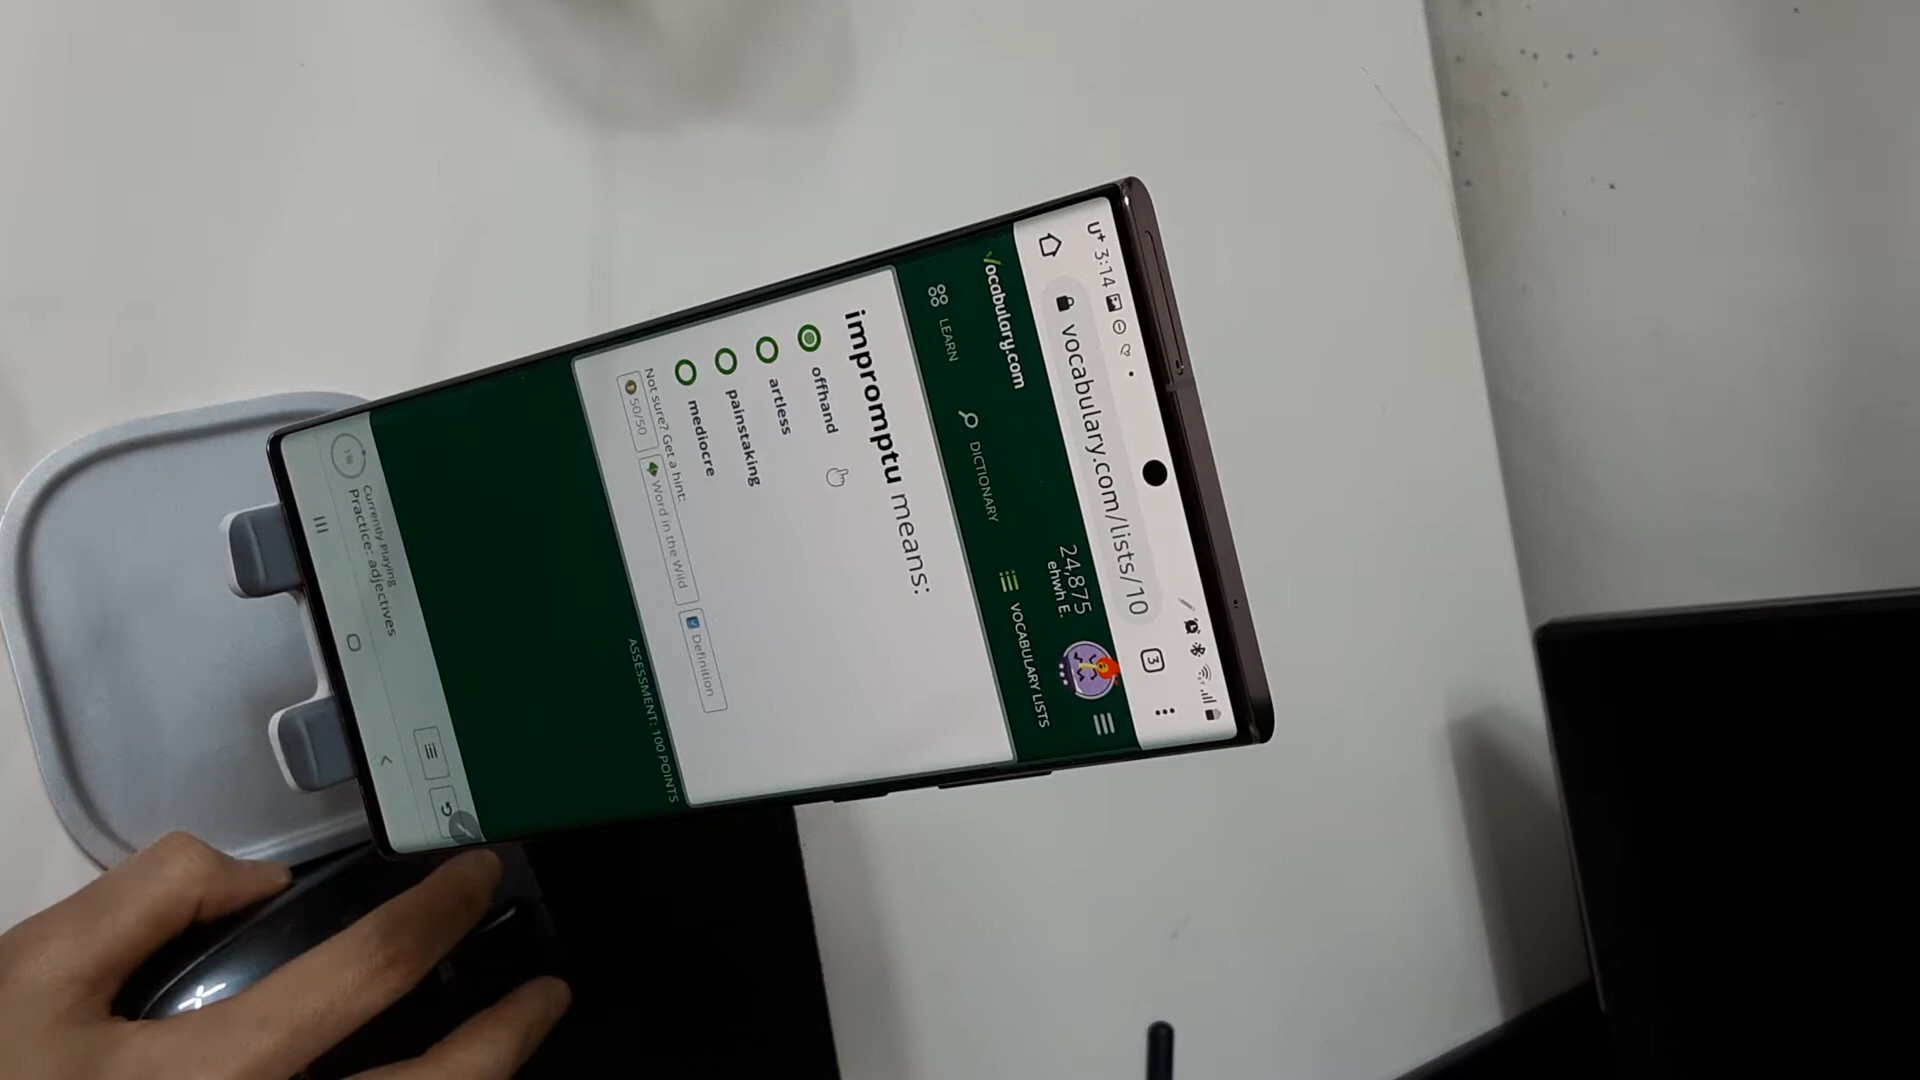 U+ 3:14
vocabulary.com/lists/10
3
Vocabulary.com
24,875
ehwh E.
LEARN
DICTIONARY
VOCABULARY LISTS
impromptu means:
offhand
artless
painstaking
mediocre
Not sure? Get a hint:
50/50
Word in the Wild
Definition
ASSESSMENT: 100 POINTS
Currently Playing
Practice: adjectives